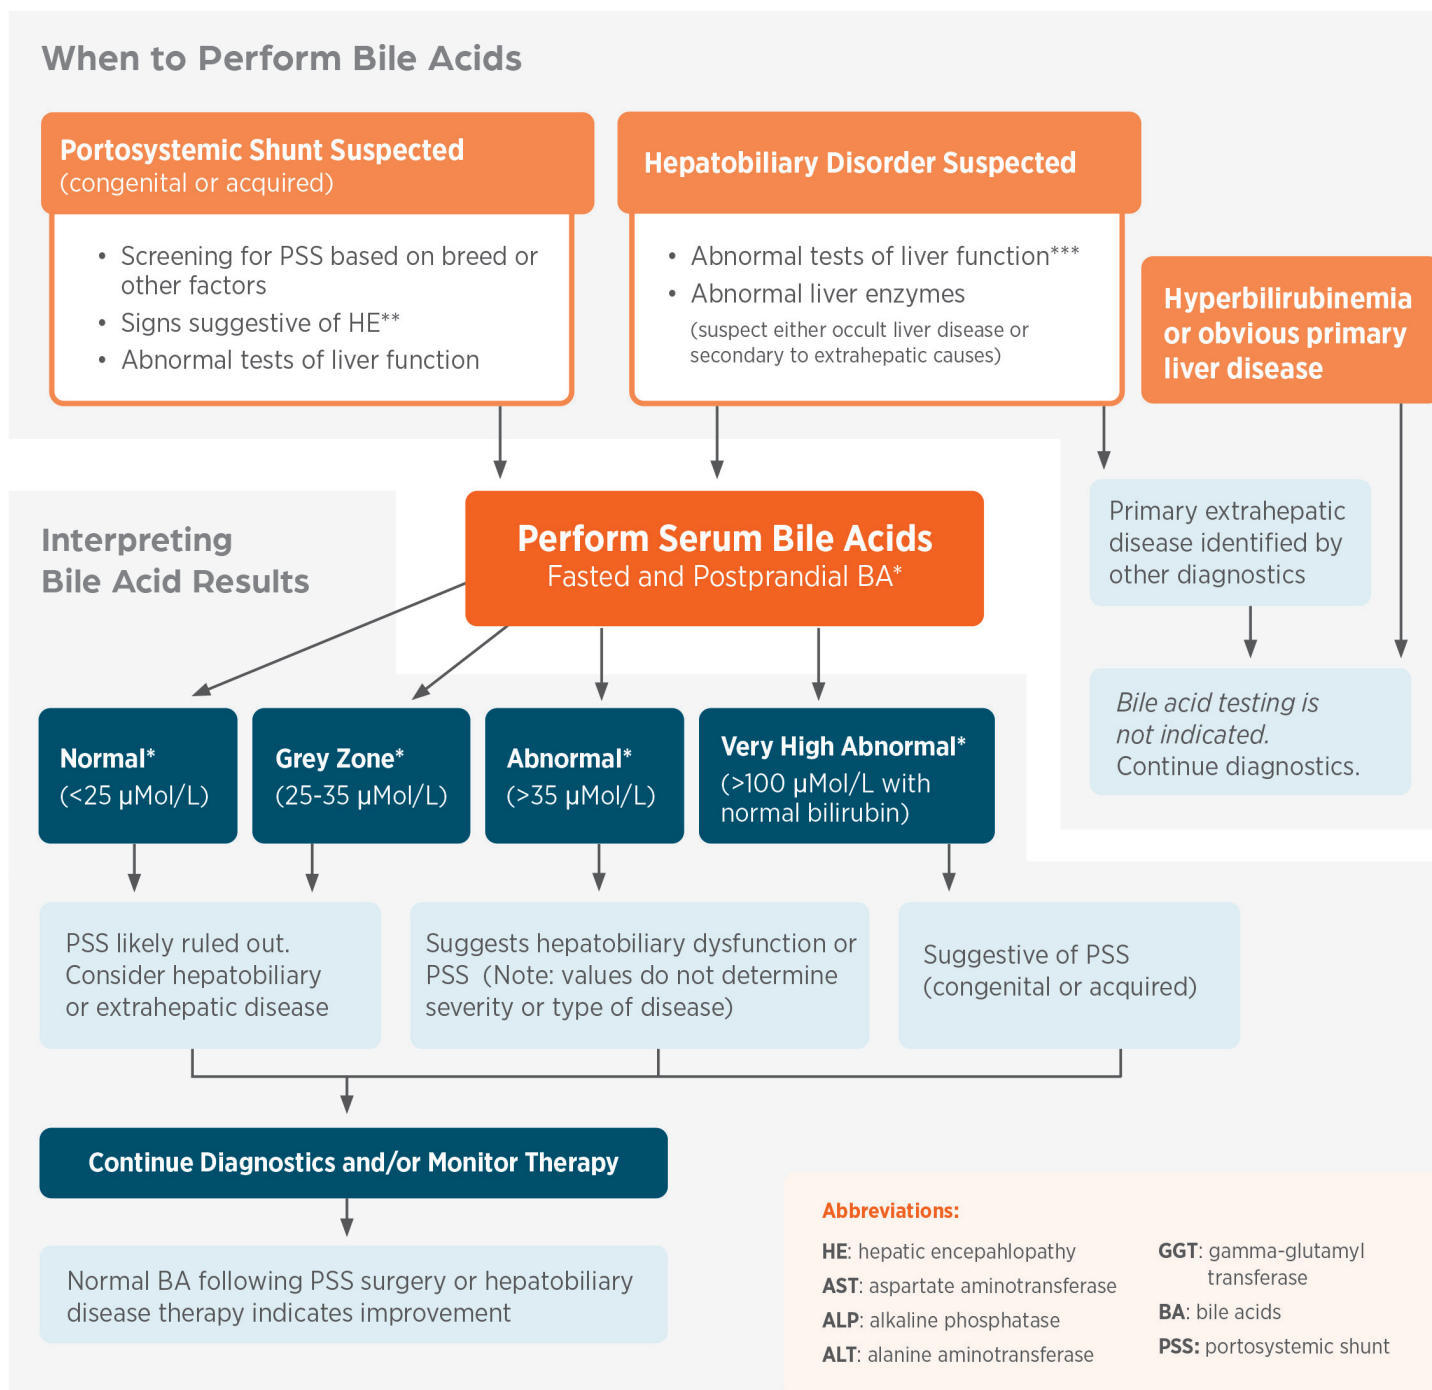 When to Perform Bile Acids
Portosystemic Shunt Suspected
(congenital or acquired)
• Screening for PSS based on breed or
other factors
• Signs suggestive of HE**
• Abnormal tests of liver function
Hepatobiliary Disorder Suspected
• Abnormal tests of liver function***
• Abnormal liver enzymes
(suspect either occult liver disease or
secondary to extrahepatic causes)
Hyperbilirubinemia
or obvious primary
liver disease
Primary extrahepatic
disease identified by
other diagnostics
Bile acid testing is
not indicated.
Continue diagnostics.
Perform Serum Bile Acids
Fasted and Postprandial BA*
Interpreting
Bile Acid Results
Normal*
(<25 µMol/L)
Grey Zone*
(25-35 µMol/L)
Abnormal*
(>35 µMol/L)
Very High Abnormal*
(>100 µMol/L with
normal bilirubin)
PSS likely ruled out.
Consider hepatobiliary
or extrahepatic disease
Suggests hepatobiliary dysfunction or
PSS (Note: values do not determine
severity or type of disease)
Suggestive of PSS
(congenital or acquired)
Continue Diagnostics and/or Monitor Therapy
Normal BA following PSS surgery or hepatobiliary
disease therapy indicates improvement
Abbreviations:
HE: hepatic encepahlopathy
AST: aspartate aminotransferase
ALP: alkaline phosphatase
ALT: alanine aminotransferase
GGT: gamma-glutamyl
transferase
BA: bile acids
PSS: portosystemic shunt